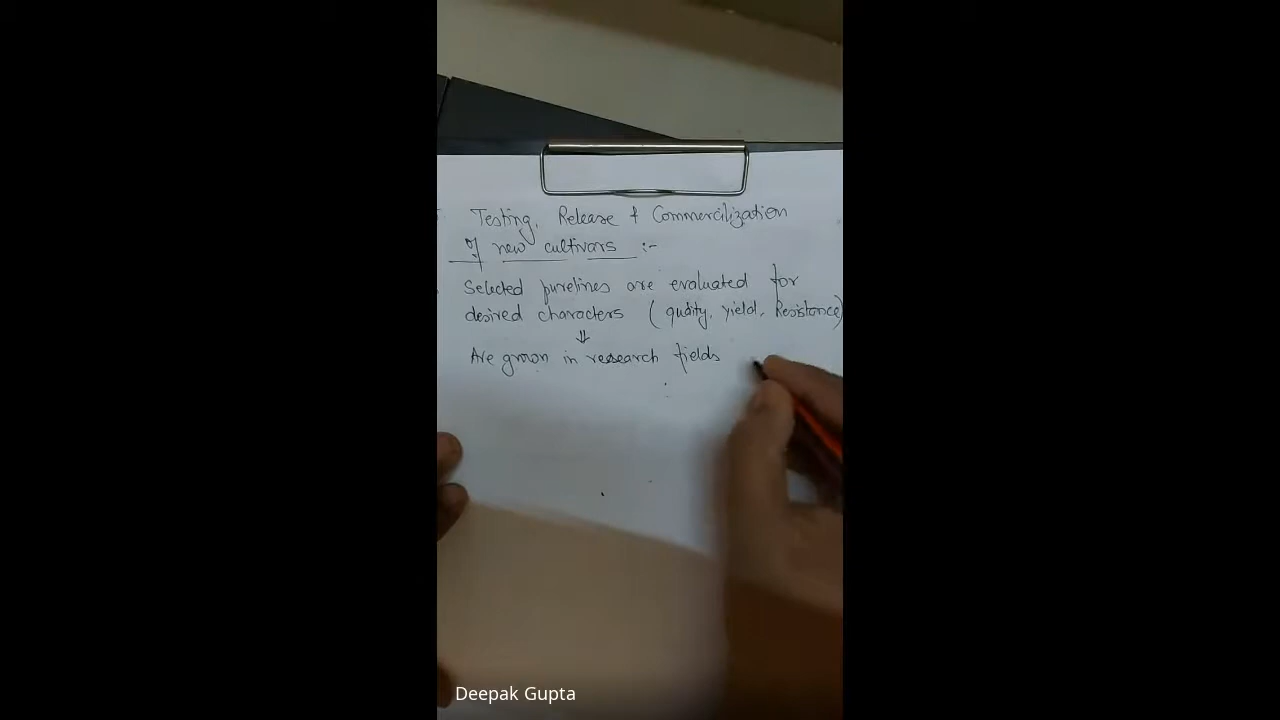 Testing, Release & Commercilization
of new cultivars :-
Selected purelines are evaluated for
desired characters ( quality, yield, Resistance)
⇓
Are grown in research fields
Deepak Gupta